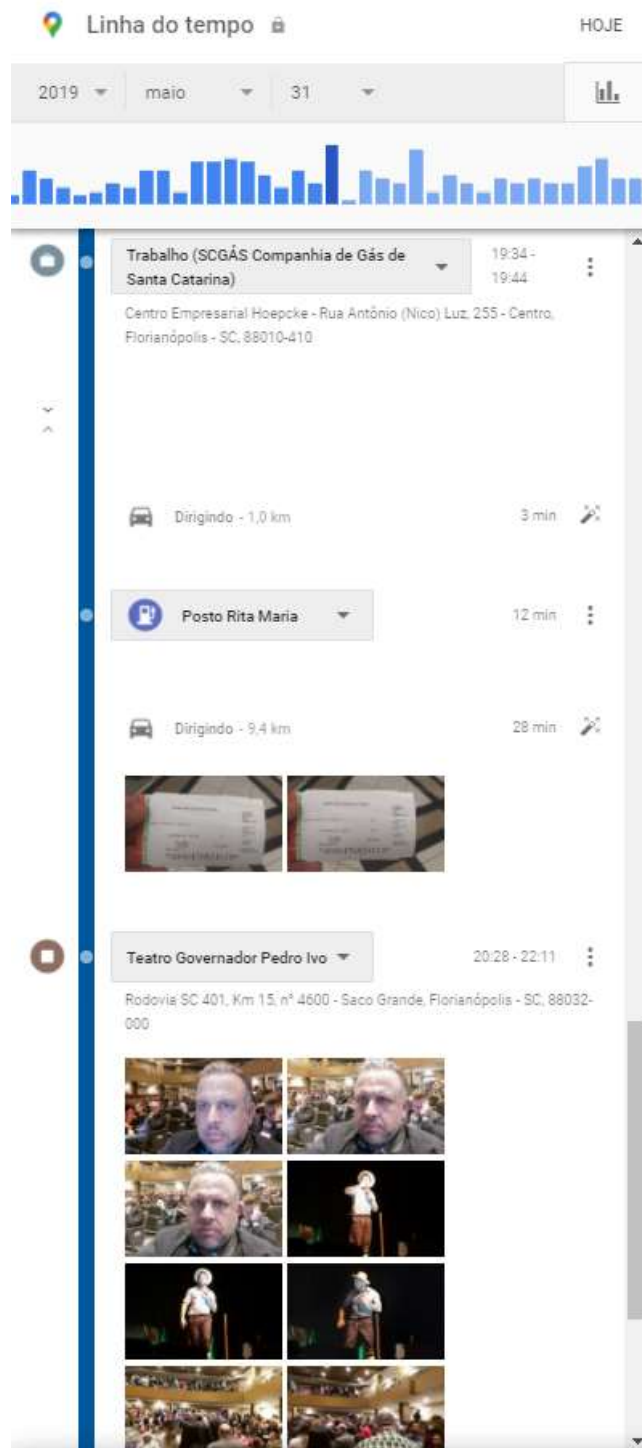 Linha do tempo
HOJE
2019 maio 31
Trabalho (SCGÁS Companhia de Gás de
Santa Catarina)
19:34 -
19:44
Centro Empresarial Hoepcke - Rua Antônio (Nico) Luz, 255 - Centro,
Florianópolis - SC, 88010-410
Dirigindo - 1,0 km
3 min
Posto Rita Maria
12 min
Dirigindo - 9,4 km
28 min
Teatro Governador Pedro Ivo
20:28 - 22:11
Rodovia SC 401, Km 15, n° 4600 - Saco Grande, Florianópolis - SC, 88032-
000